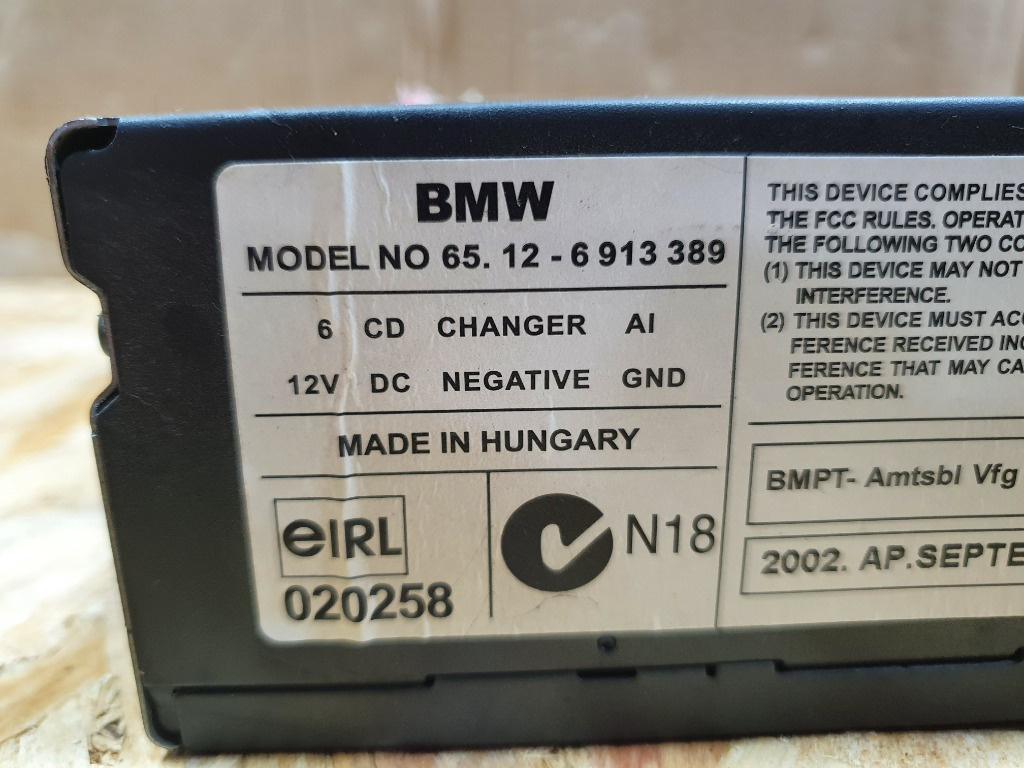 BMW
MODEL NO 65. 12 - 6 913 389
6 CD CHANGER AI
12V DC NEGATIVE GND
MADE IN HUNGARY
eIRL
020258
N18
THIS DEVICE COMPLIES
THE FCC RULES. OPERAT
THE FOLLOWING TWO CO
(1) THIS DEVICE MAY NOT
INTERFERENCE.
(2) THIS DEVICE MUST ACC
FERENCE RECEIVED INC
FERENCE THAT MAY CA
OPERATION.
BMPT- Amtsbl Vfg
2002. AP.SEPTE